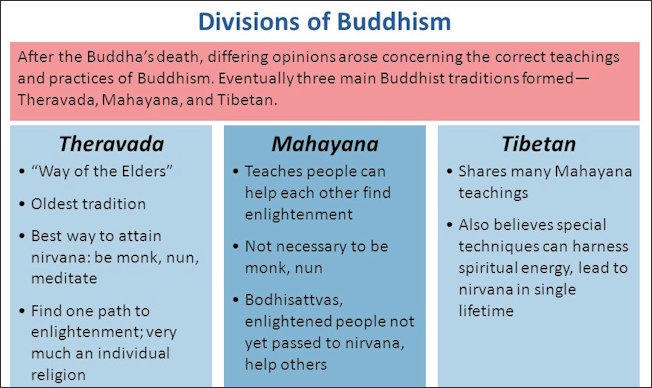 Divisions of Buddhism
After the Buddha's death, differing opinions arose concerning the correct teachings
and practices of Buddhism. Eventually three main Buddhist traditions formed—
Theravada, Mahayana, and Tibetan.
Theravada
• “Way of the Elders”
• Oldest tradition
• Best way to attain
nirvana: be monk, nun,
meditate
• Find one path to
enlightenment; very
much an individual
religion
Mahayana
• Teaches people can
help each other find
enlightenment
• Not necessary to be
monk, nun
• Bodhisattvas,
enlightened people not
yet passed to nirvana,
help others
Tibetan
• Shares many Mahayana
teachings
• Also believes special
techniques can harness
spiritual energy, lead to
nirvana in single
lifetime